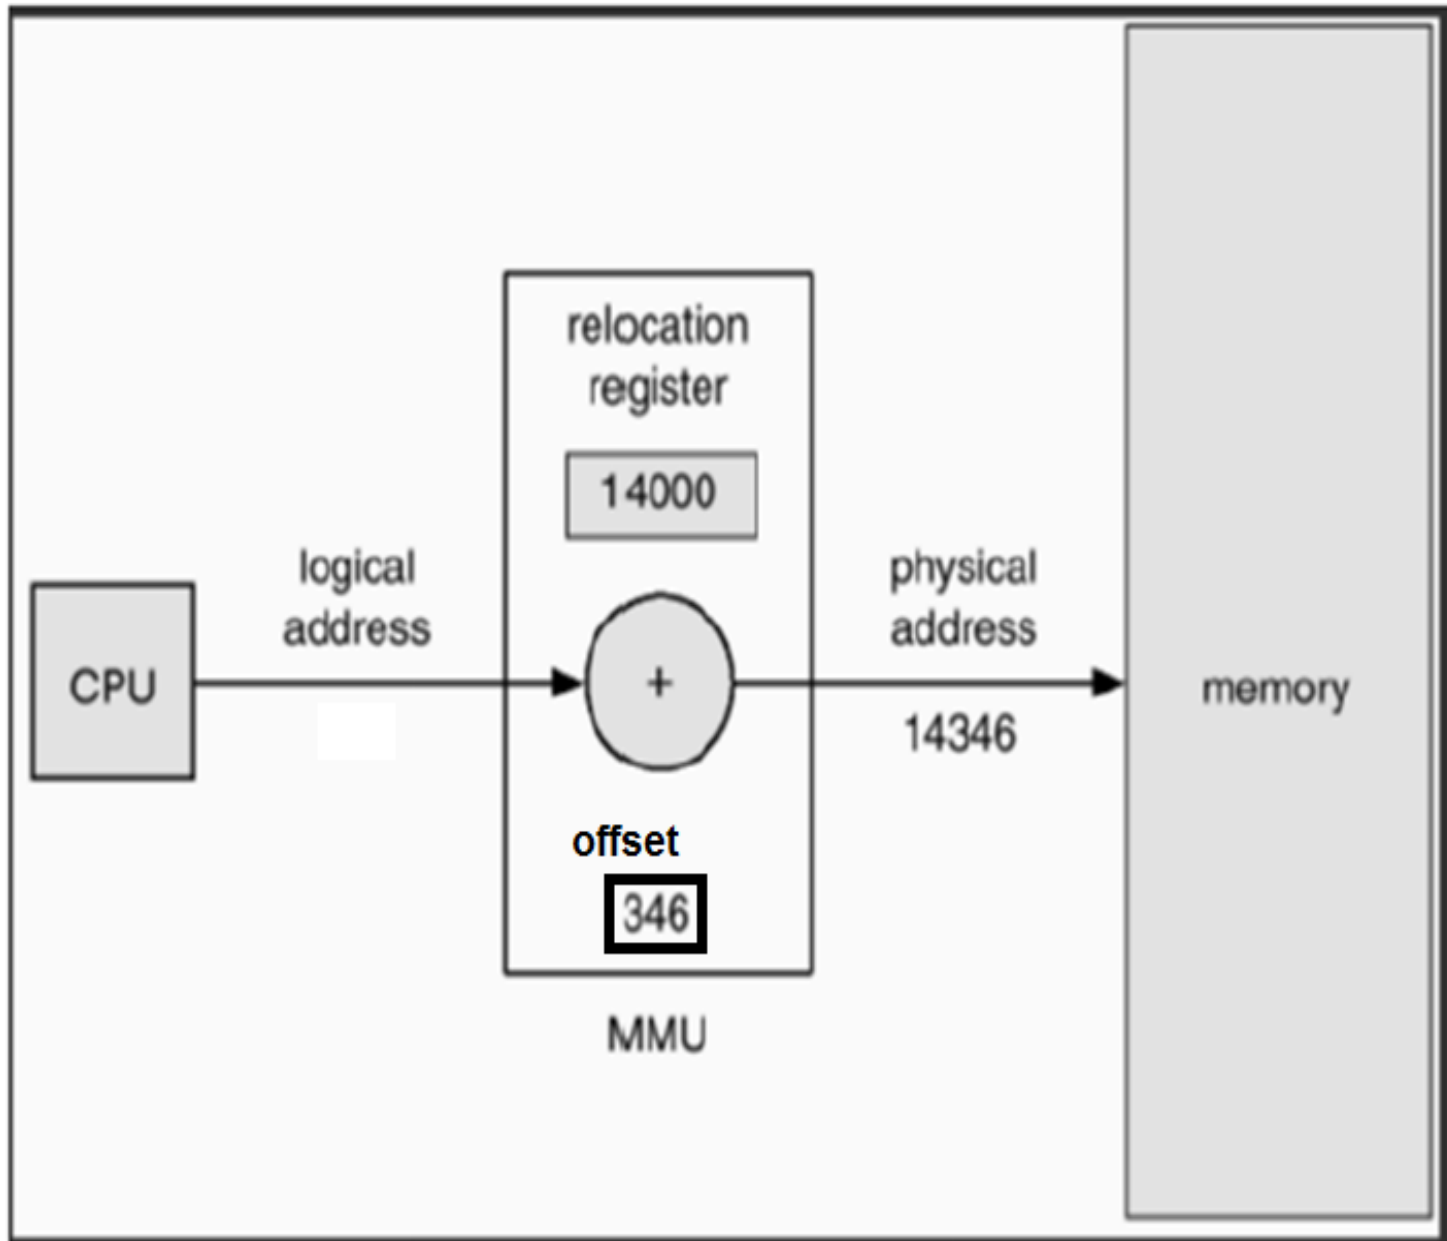 relocation
register
14000
logical
address
physical
address
CPU
+
memory
14346
offset
346
MMU